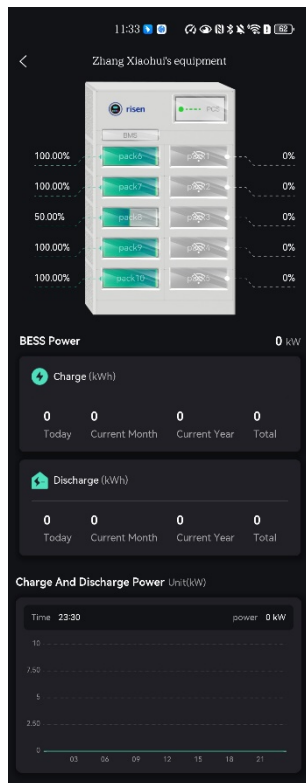 11:33 62
Zhang Xiaohui's equipment
risen PCS
BMS
100.00% pack6 0%
100.00% pack7 0%
50.00% pack8 0%
100.00% pack9 0%
100.00% pack10 0%
BESS Power 0 kW
Charge (kWh)
0 0 0 0
Today Current Month Current Year Total
Discharge (kWh)
0 0 0 0
Today Current Month Current Year Total
Charge And Discharge Power Unit(kW)
Time 23:30 power 0 kW
10
7.50
5
2.50
0
03 06 09 12 15 18 21